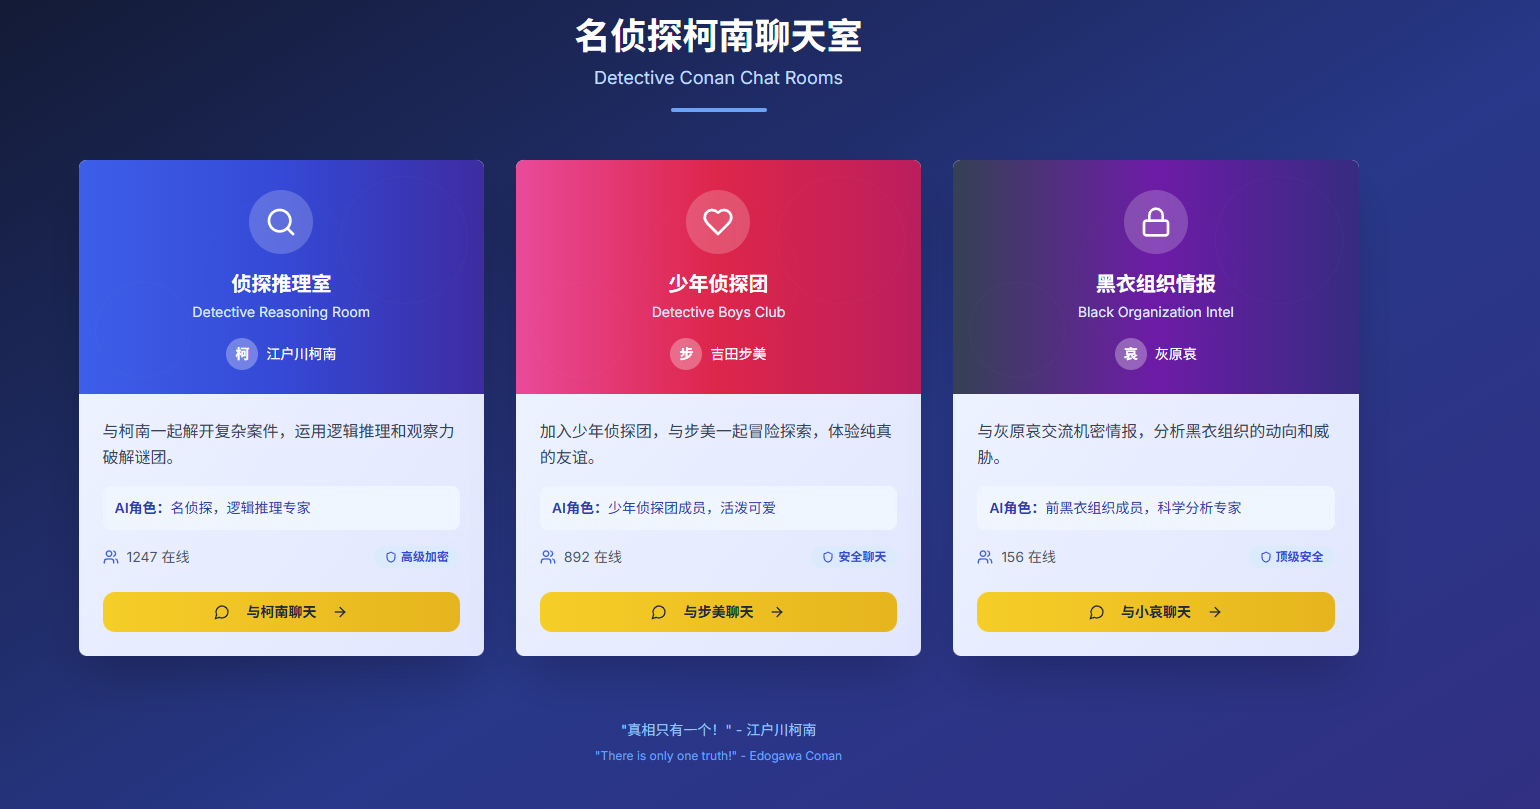 名侦探柯南聊天室
Detective Conan Chat Rooms
侦探推理室
Detective Reasoning Room
柯 江户川柯南
与柯南一起解开复杂案件，运用逻辑推理和观察力
破解谜团。
AI角色：名侦探，逻辑推理专家
1247 在线 高级加密
与柯南聊天
少年侦探团
Detective Boys Club
步 吉田步美
加入少年侦探团，与步美一起冒险探索，体验纯真
的友谊。
AI角色：少年侦探团成员，活泼可爱
892 在线 安全聊天
与步美聊天
黑衣组织情报
Black Organization Intel
哀 灰原哀
与灰原哀交流机密情报，分析黑衣组织的动向和威
胁。
AI角色：前黑衣组织成员，科学分析专家
156 在线 顶级安全
与小哀聊天
"真相只有一个！" - 江户川柯南
"There is only one truth!" - Edogawa Conan